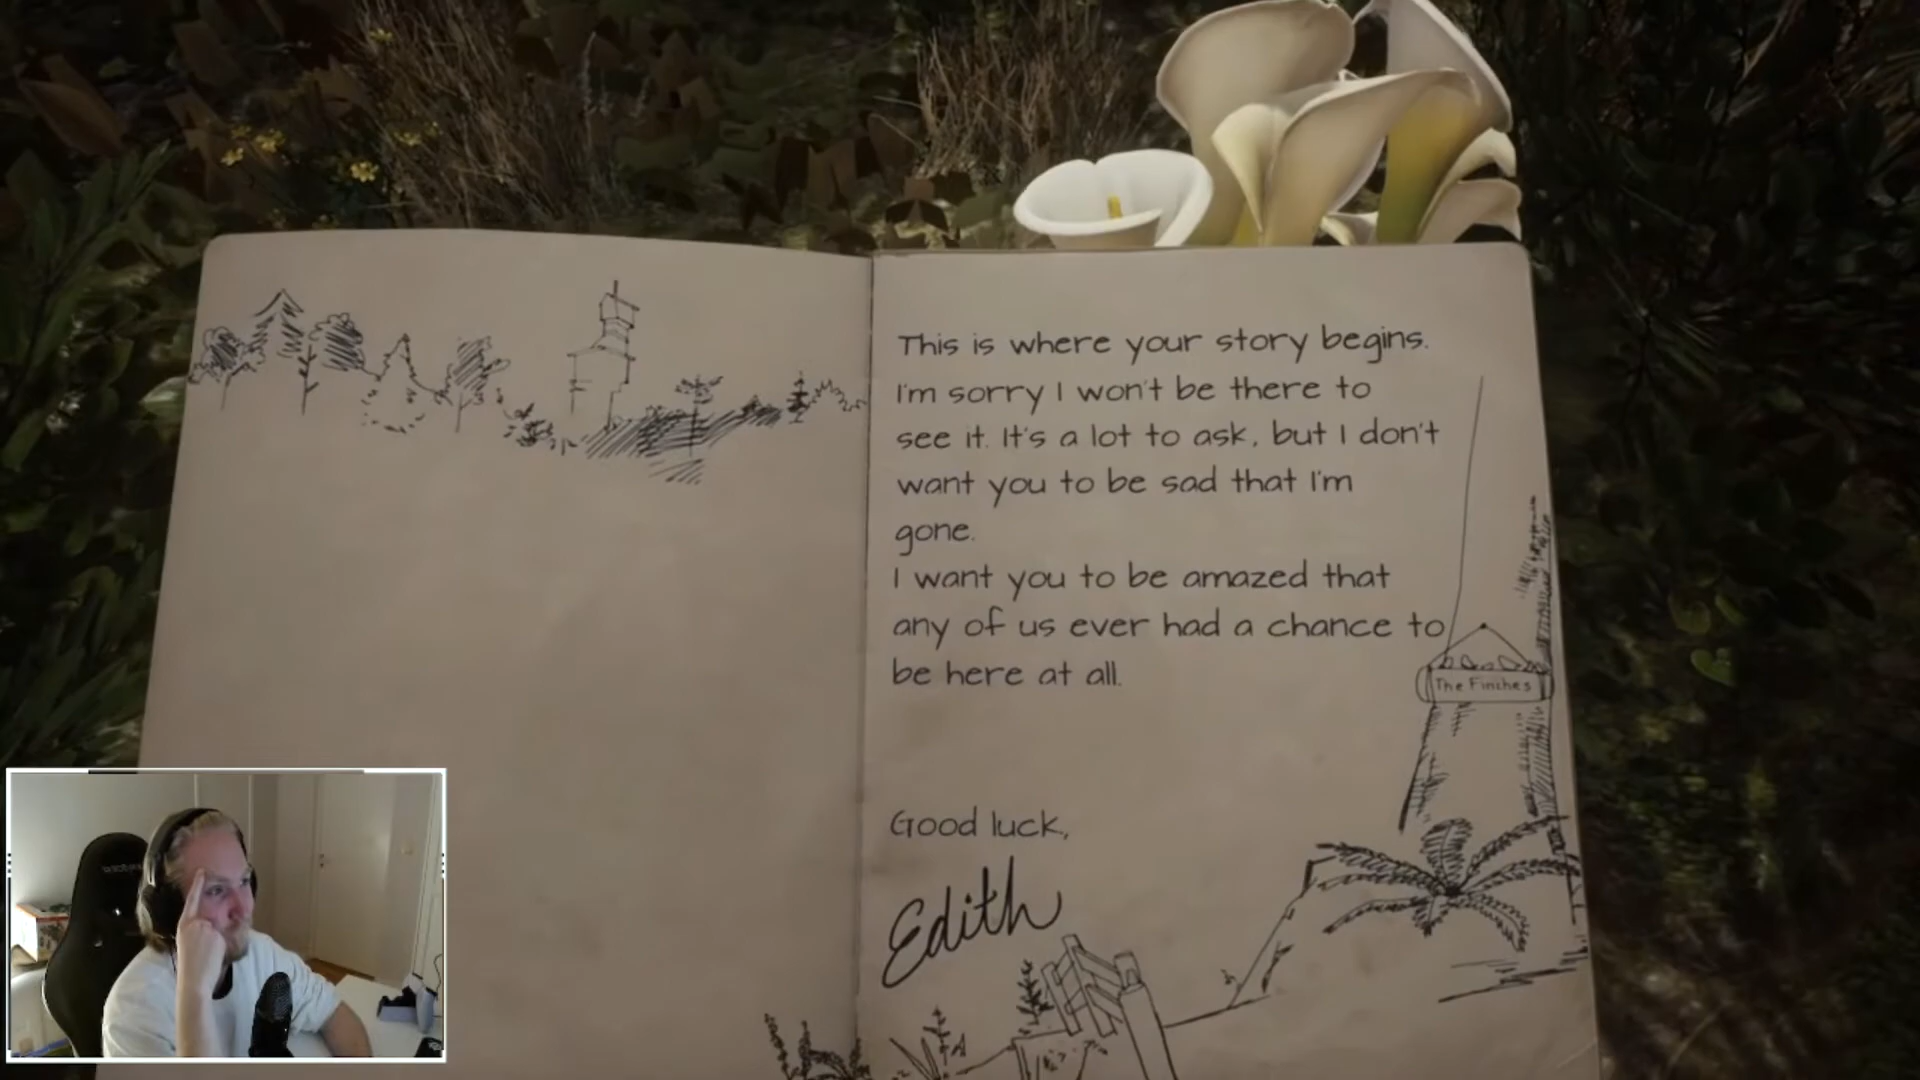 This is where your story begins.
I'm sorry I won't be there to
see it. It's a lot to ask, but I don't
want you to be sad that I'm
gone.
I want you to be amazed that
any of us ever had a chance to
be here at all.
The Finches
Good luck,
Edith